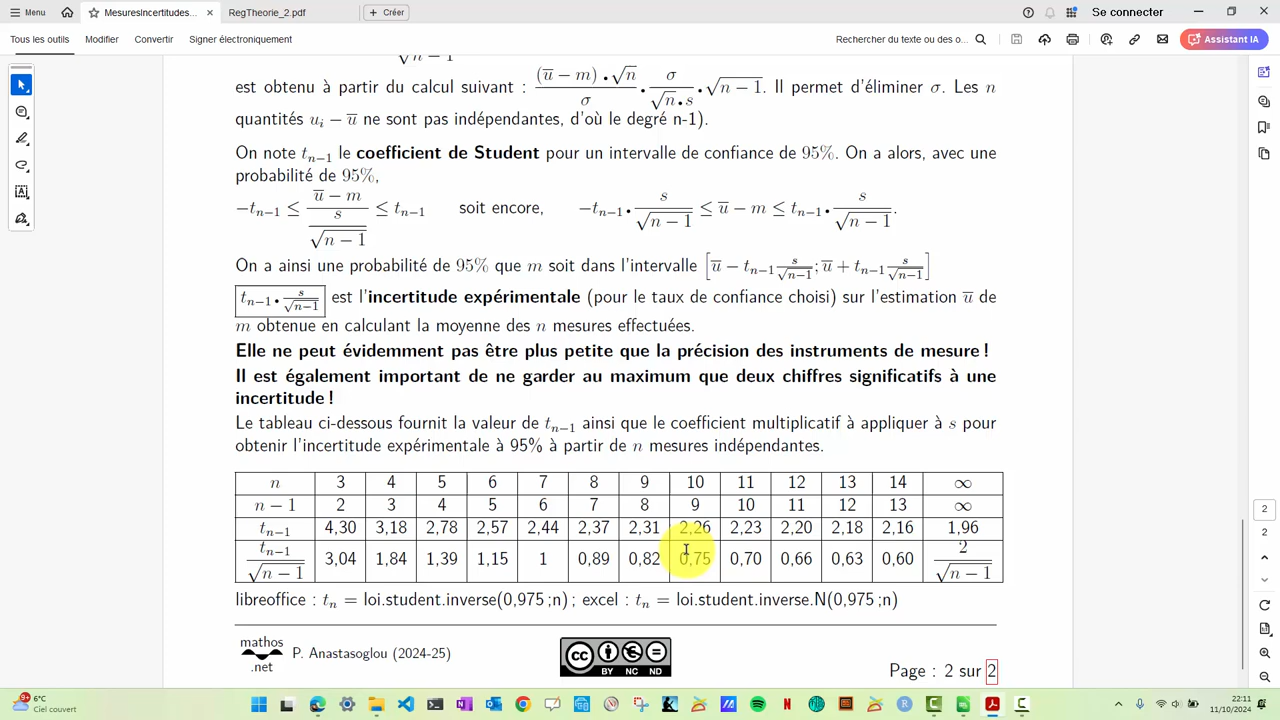 Menu
MesuresIncertitudes...
RegTheorie_2.pdf
Créer
Se connecter
Tous les outils Modifier Convertir Signer électroniquement
Rechercher du texte ou des o...
Assistant IA
√n − 1
est obtenu à partir du calcul suivant : (u̅ − m) • √n / σ • σ / √n • s • √n − 1. Il permet d'éliminer σ. Les n
quantités uᵢ − u̅ ne sont pas indépendantes, d'où le degré n-1).
On note tₙ₋₁ le coefficient de Student pour un intervalle de confiance de 95%. On a alors, avec une
probabilité de 95%,
−tₙ₋₁ ≤ (u̅ − m) / (s / √(n − 1)) ≤ tₙ₋₁ soit encore, −tₙ₋₁ • s / √(n − 1) ≤ u̅ − m ≤ tₙ₋₁ • s / √(n − 1).
On a ainsi une probabilité de 95% que m soit dans l'intervalle [u̅ − tₙ₋₁ s/√(n−1) ; u̅ + tₙ₋₁ s/√(n−1)]
tₙ₋₁ • s/√(n−1) est l'incertitude expérimentale (pour le taux de confiance choisi) sur l'estimation u̅ de
m obtenue en calculant la moyenne des n mesures effectuées.
Elle ne peut évidemment pas être plus petite que la précision des instruments de mesure !
Il est également important de ne garder au maximum que deux chiffres significatifs à une
incertitude !
Le tableau ci-dessous fournit la valeur de tₙ₋₁ ainsi que le coefficient multiplicatif à appliquer à s pour
obtenir l'incertitude expérimentale à 95% à partir de n mesures indépendantes.
n 3 4 5 6 7 8 9 10 11 12 13 14 ∞
n − 1 2 3 4 5 6 7 8 9 10 11 12 13 ∞
tₙ₋₁ 4,30 3,18 2,78 2,57 2,44 2,37 2,31 2,26 2,23 2,20 2,18 2,16 1,96
tₙ₋₁ / √(n − 1) 3,04 1,84 1,39 1,15 1 0,89 0,82 0,75 0,70 0,66 0,63 0,60 2 / √(n − 1)
libreoffice : tₙ = loi.student.inverse(0,975 ;n) ; excel : tₙ = loi.student.inverse.N(0,975 ;n)
mathos
.net
P. Anastasoglou (2024-25)
cc BY NC ND
Page : 2 sur 2
2
2
9+
6°C
Ciel couvert
22:11
11/10/2024